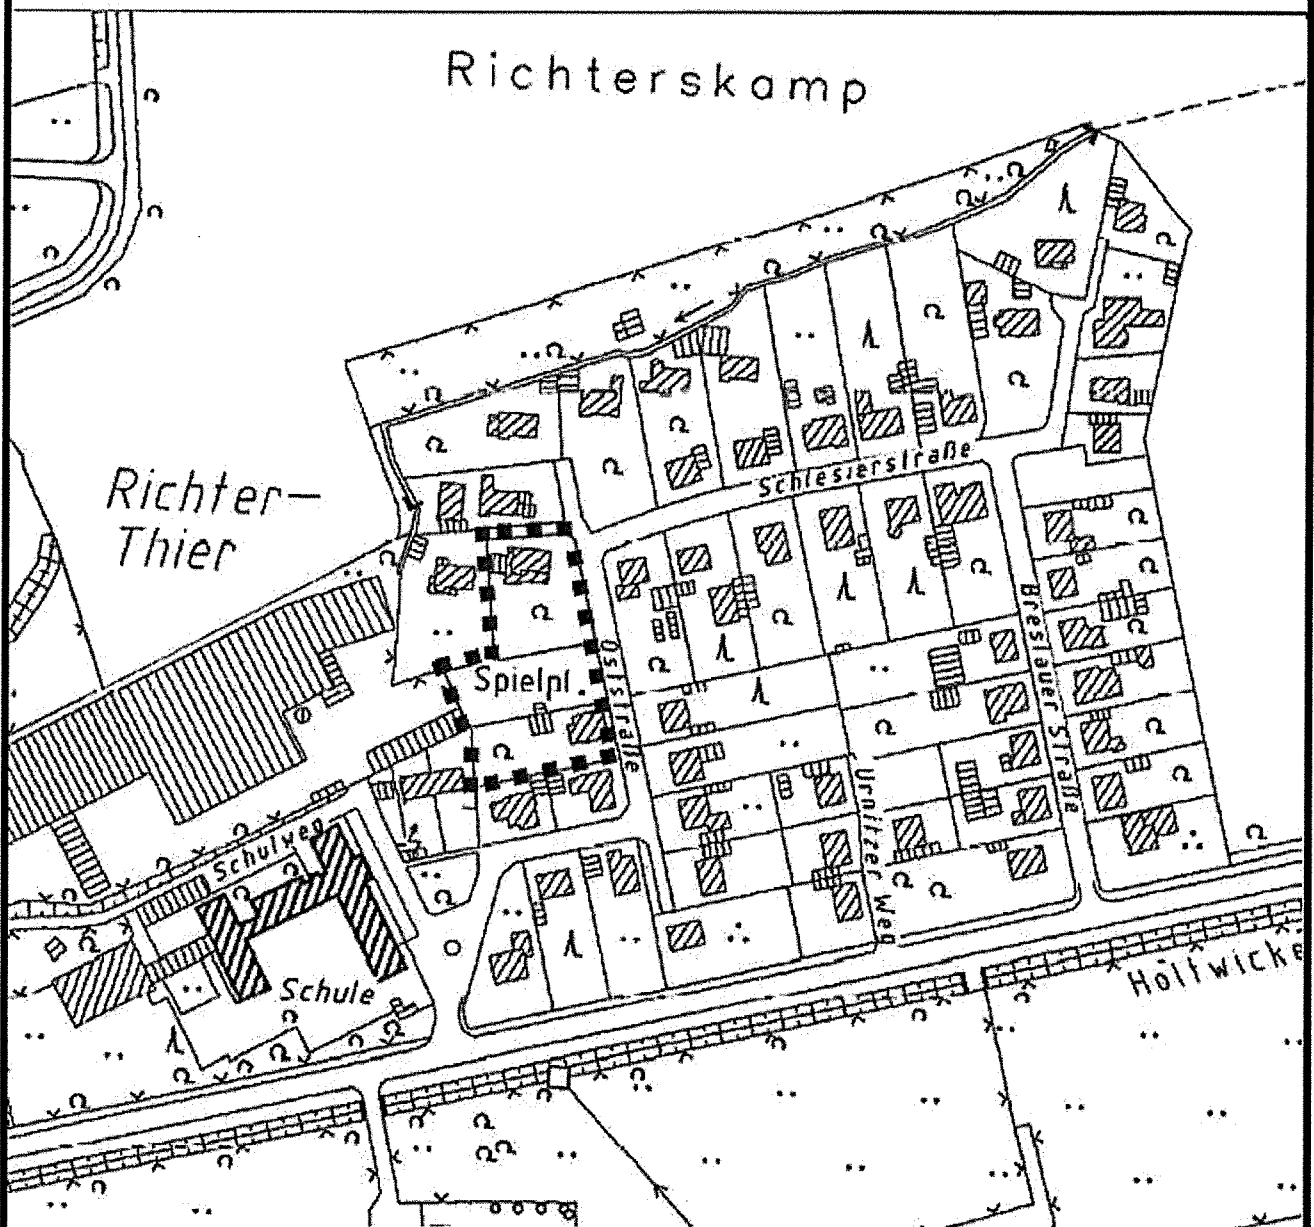 Richterskamp
Richter-
Thier
Schlesierstraße
Spielpl.
Oststraße
Breslauer Straße
Urnitzer Weg
Schulweg
Schule
Holtwicke